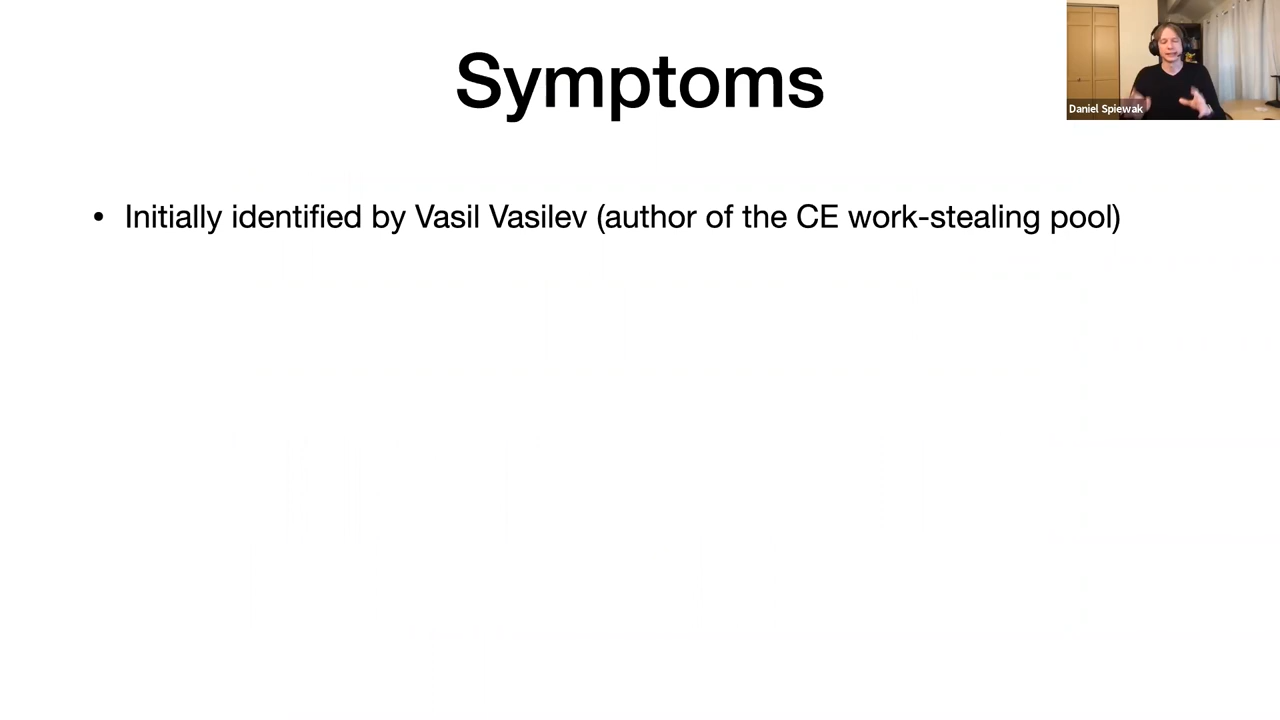 Symptoms
Daniel Spiewak
• Initially identified by Vasil Vasilev (author of the CE work-stealing pool)